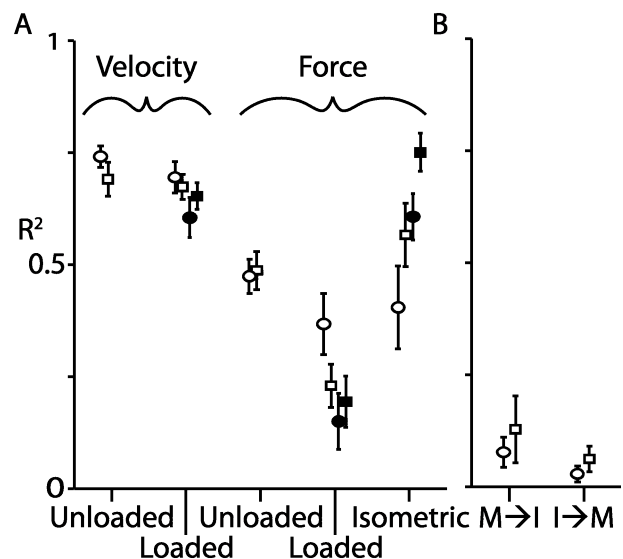 A
B
1
Velocity
Force
R²
0.5
0
Unloaded
Loaded
Unloaded
Loaded
Isometric
M→I
I→M